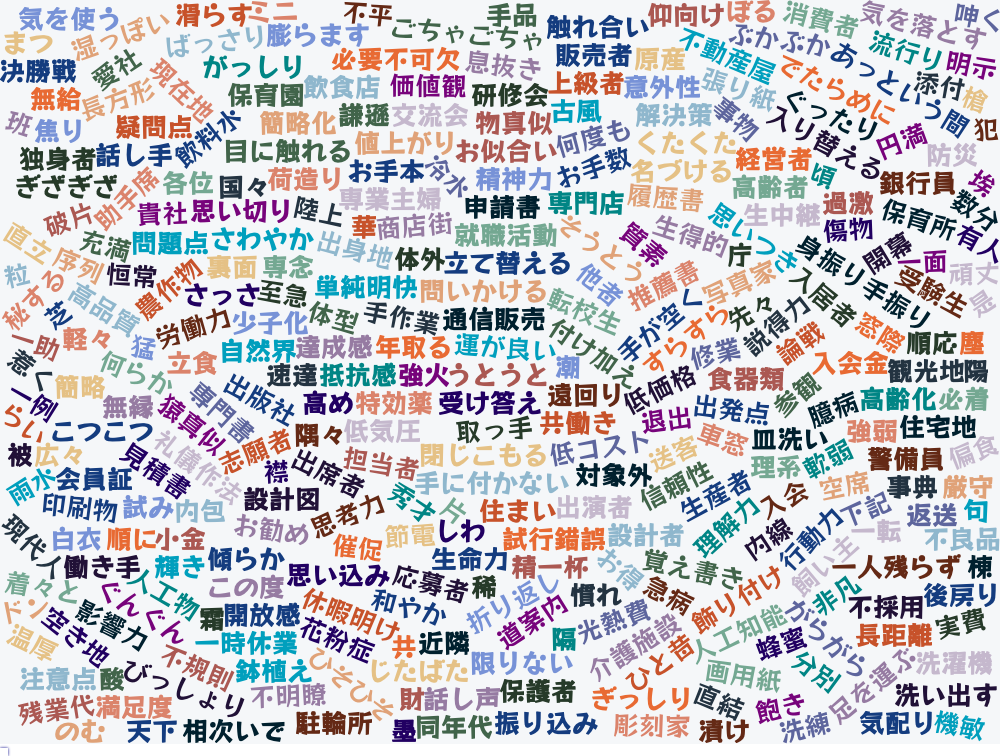 気を使う 滑らす ミニ 不平 ごちゃごちゃ 手品 触れ合い 仰向け ぼる 消費者 気を落とす 呻く
まつ 湿っぽい ばっさり 膨らます 必要不可欠 息抜き 販売者 原産 不動産屋 ぶかぶか あっという間 流行り 明示
決勝戦 愛社 現在地 がっしり 飲食店 価値観 研修会 上級者 意外性 張り紙 でたらめに 添付 槍
無給 長方形 保育園 謙遜 交流会 物真似 古風 解決策 事物 ぐったり 入り替える 円満 犯
班 焦り 疑問点 飲料水 簡略化 値上がり お似合い 何度も くたくた 経営者 防災
独身者 話し手 目に触れる お手本 冷水 精神力 お手数 名づける 高齢者 頃 銀行員 埃
ぎざぎざ 助手席 各位 国々 荷造り 専業主婦 申請書 専門店 履歴書 生中継 過激 保育所 数分
破片 貴社 思い切り 陸上 華 商店街 就職活動 そうとう 質素 生得的 思いつき 傷物 有人
直立 充満 問題点 さわやか 出身地 体外 立て替える 庁 身振り手振り 開幕 一面 頑丈
粒 序列 恒常 農作物 裏面 専念 単純明快 問いかける 他者 推薦書 写真家 入居者 受験生 是
秘する 芝 高品質 さっさ 至急 転校生 手が空く 先々 説得力
一助 軽々 猛 労働力 少子化 体型 手作業 通信販売 付け加え すらすら 修業 論戦 窓際 順応 塵
惹く 何らか 立食 自然界 達成感 年取る 運が良い 潮 入会金 観光地 陽
簡略 速達 抵抗感 強火 うとうと 遠回り 低価格 食器類 参観
一例 無縁 猿真似 専門書 出版社 高め 特効薬 受け答え 退出 出発点 臆病 高齢化 必着
らい こつこつ 礼儀作法 志願者 隅々 低気圧 取っ手 共働き 車窓 皿洗い 強弱 住宅地
被 広々 見積書 襟 出席者 担当者 閉じこもる 低コスト 送客 理系 軟弱 警備員 偏食
雨水 会員証 設計図 手に付かない 対象外 信頼性 生産者 入会 空席 事典 厳守
印刷物 試み 内包 お勧め 思考力 秀才 片 住まい 出演者 理解力 内線 行動力 下記 返送 句
現代 白衣 順に 小金 催促 節電 しわ 試行錯誤 設計者 一転 不良品
働き手 輝き 傾らか 思い込み 応募者 生命力 稀 精一杯 お得 覚え書き 飼い主 一人残らず 棟
着々と 人工物 この度 休暇明け 和やか 折り返し 慣れ 急病 飾り付け 非凡 不採用 後戻り
ドン 影響力 ぐんぐん 霜 開放感 花粉症 共 近隣 道案内 隔 光熱費 人工知能 さらがら 長距離 実費
温厚 空き地 一時休業 介護施設 ひと苦 蜂蜜
注意点 酸 びっしょり 不規則 鉢植え ひそひそ じたばた 限りない 画用紙 分別 足を運ぶ 洗濯機
残業代 満足度 不明瞭 財 話し声 保護者 ぎっしり 直結 飽き 洗い出す
のむ 天下 相次いで 駐輪所 墨 同年代 振り込み 彫刻家 漬け 洗練 気配り 機敏